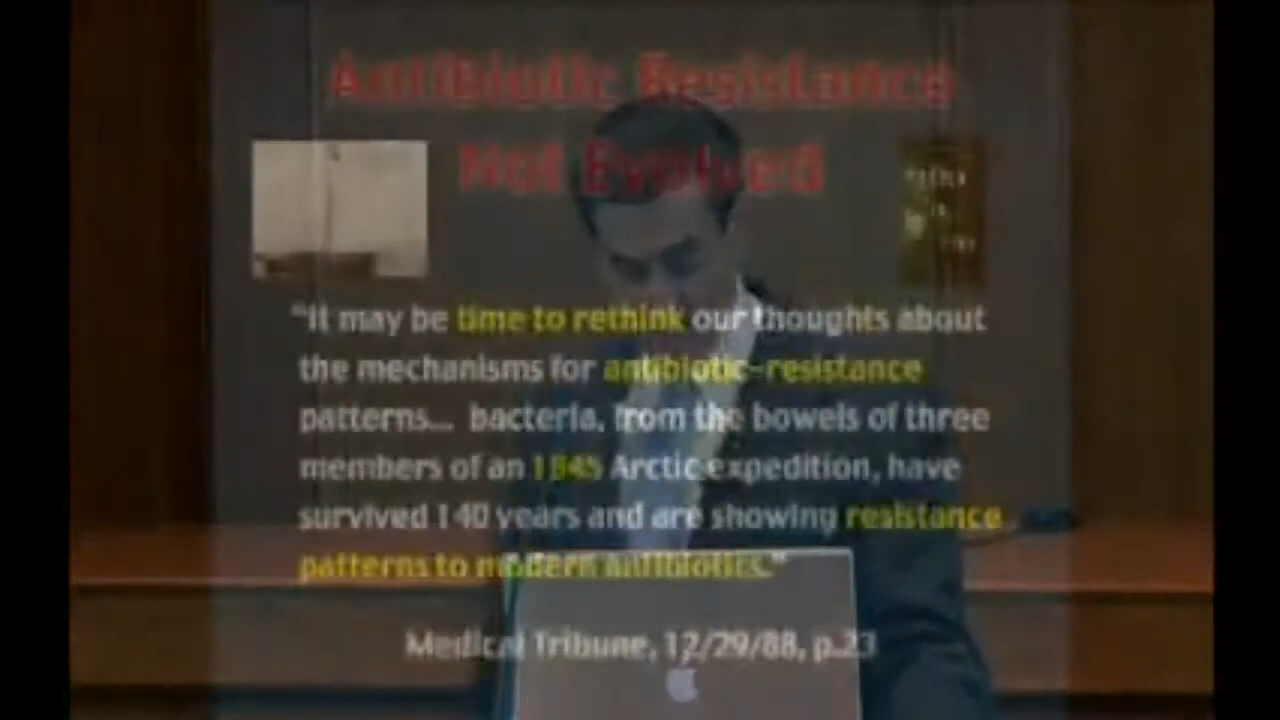 Antibiotic Resistance
Not Evolved
"It may be time to rethink our thoughts about
the mechanisms for antibiotic-resistance
patterns... bacteria, from the bowels of three
members of an 1845 Arctic expedition, have
survived 140 years and are showing resistance
patterns to modern antibiotics."
Medical Tribune, 12/29/88, p.23